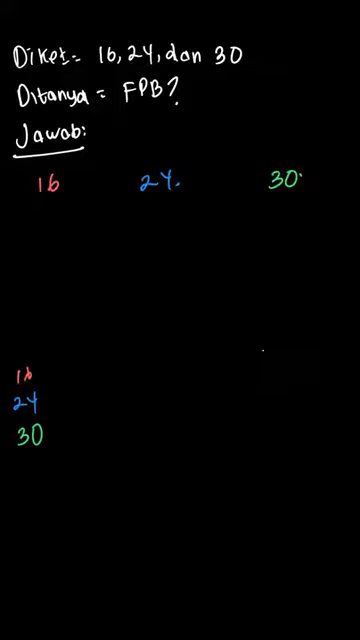 Diket = 16, 24, dan 30
Ditanya = FPB?
Jawab:
16 24. 30.
16
24
30